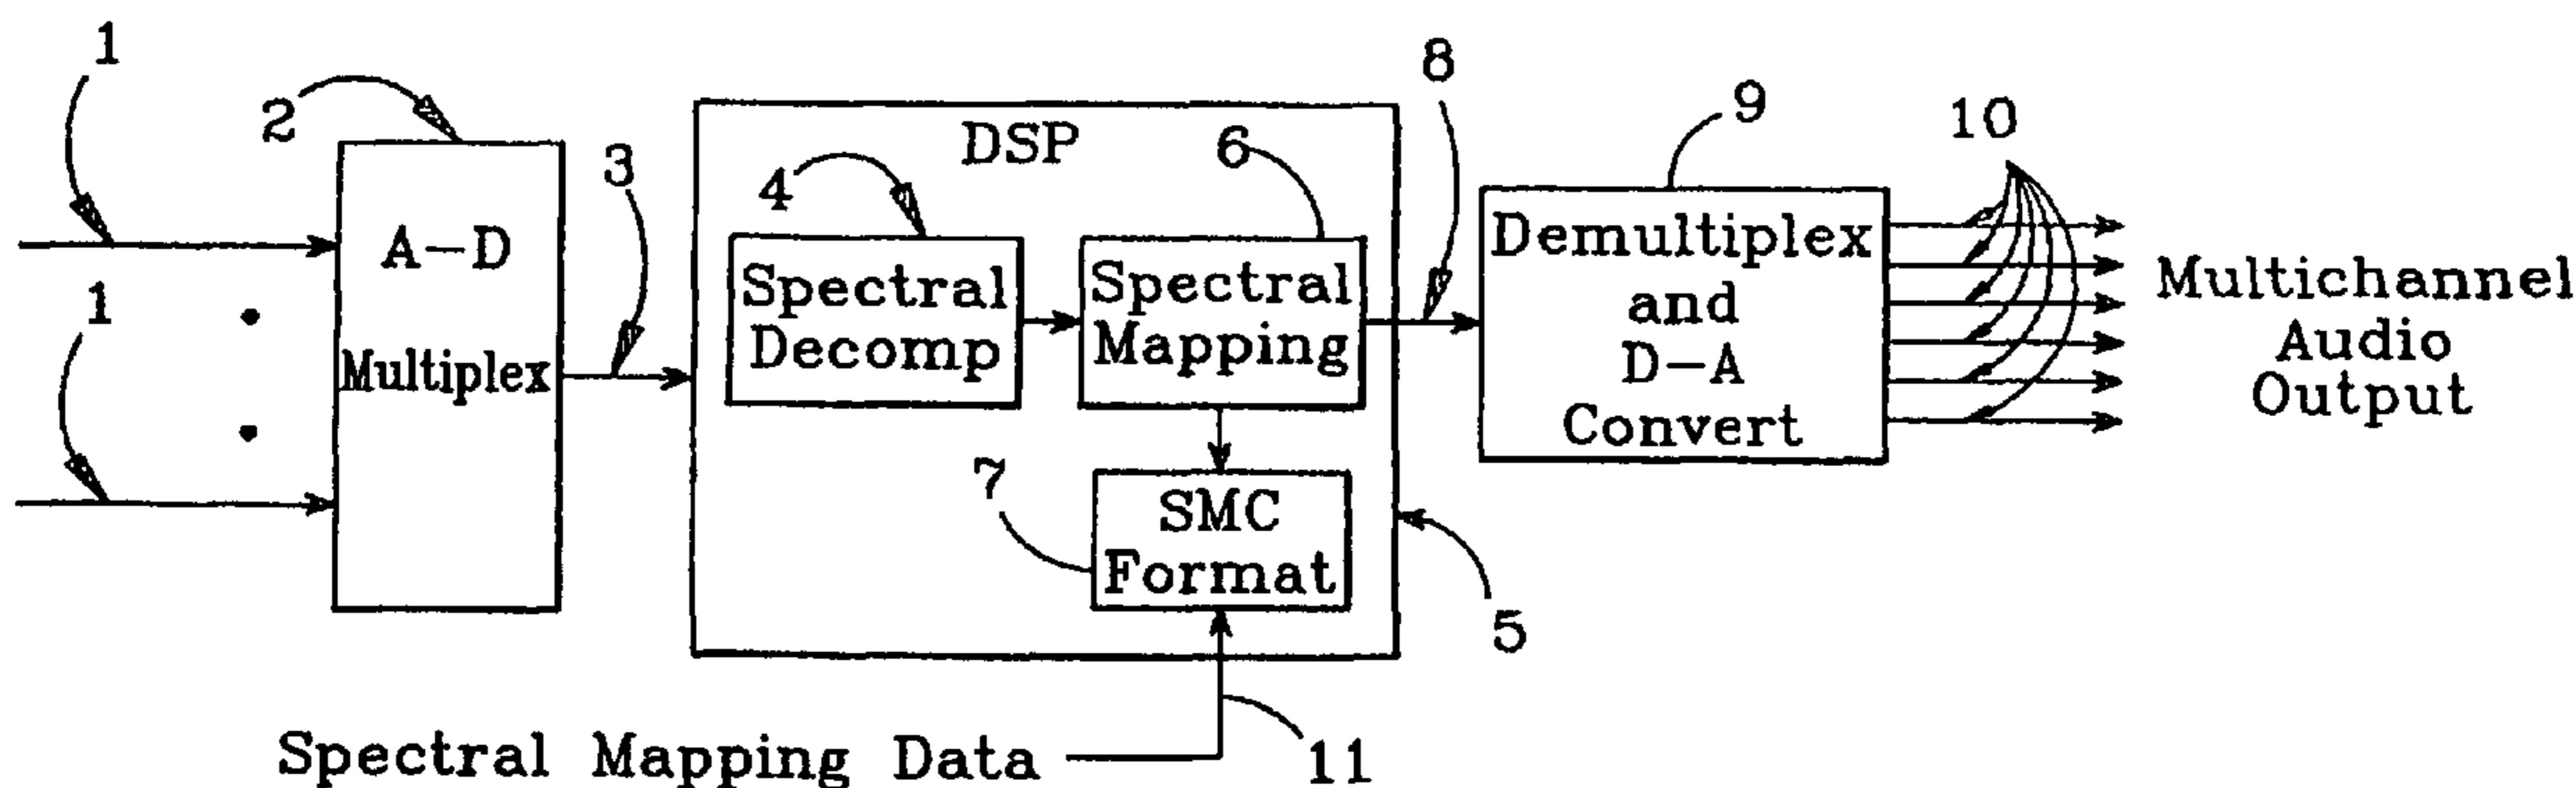 1
2
A-D
Multiplex
1
3
DSP
4
Spectral
Decomp
6
Spectral
Mapping
7
SMC
Format
5
8
9
Demultiplex
and
D-A
Convert
10
Multichannel
Audio
Output
Spectral Mapping Data
11